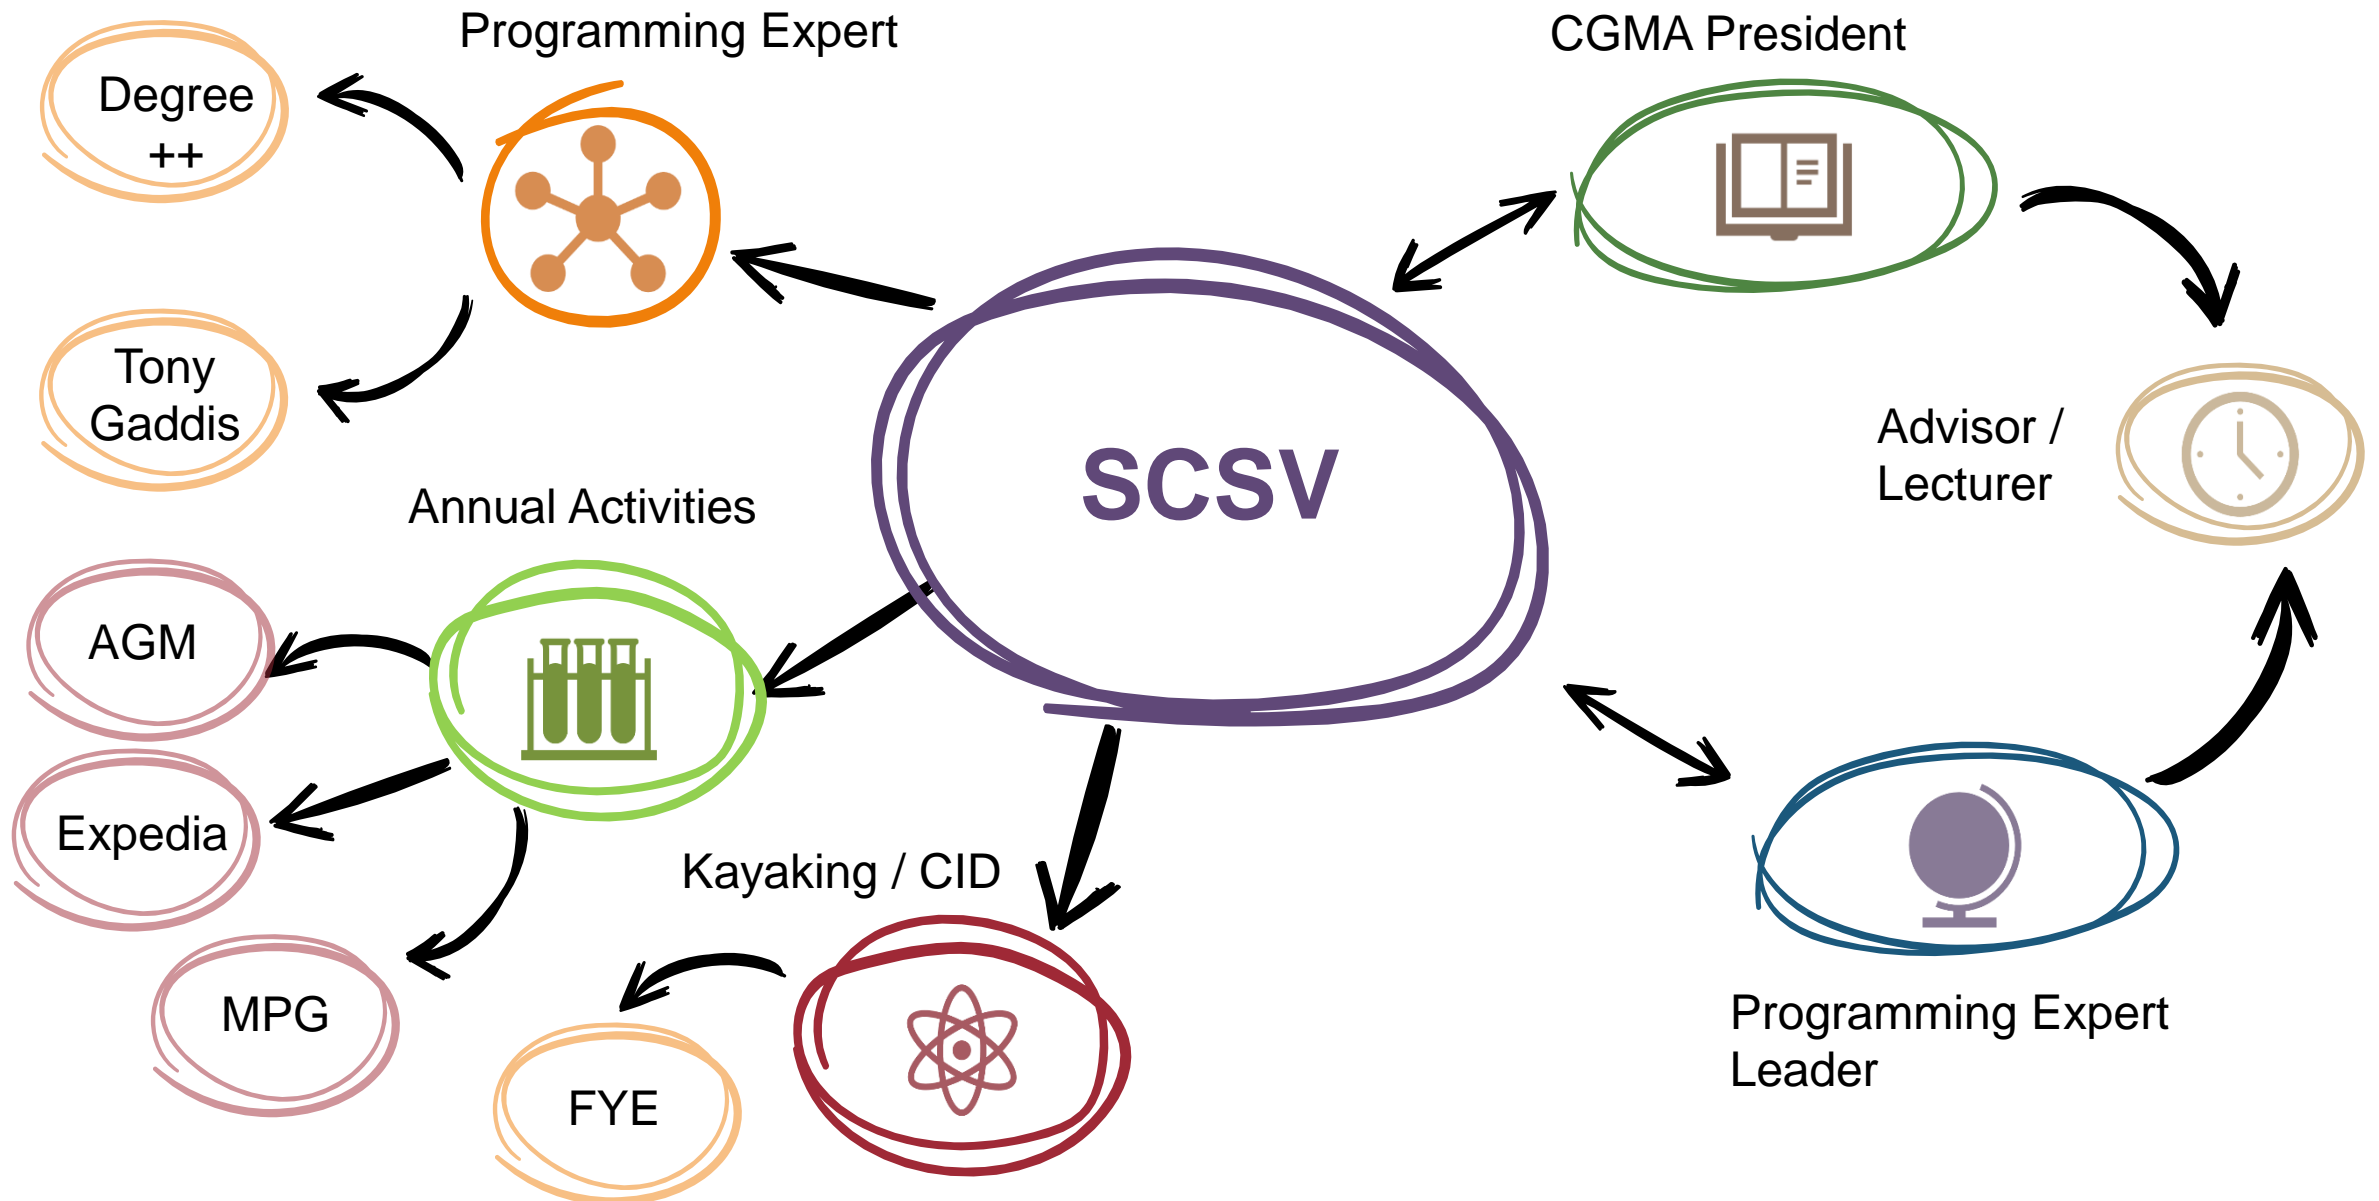 Programming Expert
CGMA President
Degree
++
Tony
Gaddis
SCSV
Advisor /
Lecturer
Annual Activities
AGM
Expedia
MPG
Kayaking / CID
FYE
Programming Expert
Leader